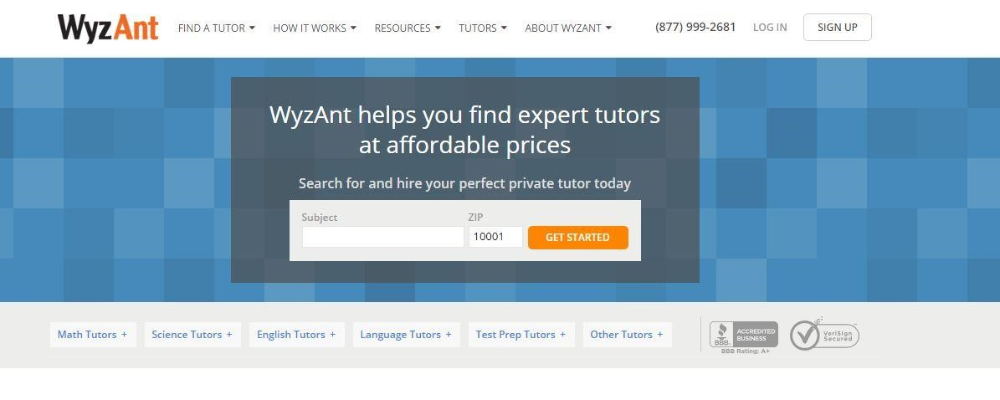 WyzAnt
FIND A TUTOR
HOW IT WORKS
RESOURCES
TUTORS
ABOUT WYZANT
(877) 999-2681
LOG IN
SIGN UP
WyzAnt helps you find expert tutors
at affordable prices
Search for and hire your perfect private tutor today
Subject
ZIP
10001
GET STARTED
Math Tutors +
Science Tutors +
English Tutors +
Language Tutors +
Test Prep Tutors +
Other Tutors +
BBB
ACCREDITED
BUSINESS
BBB Rating: A+
VeriSign
Secured